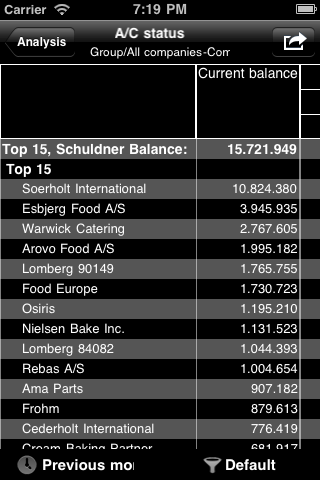 Carrier 7:19 PM
Analysis
A/C status
Group/All companies-Com
Current balance
Top 15, Schuldner Balance: 15.721.949
Top 15
Soerholt International 10.824.380
Esbjerg Food A/S 3.945.935
Warwick Catering 2.767.605
Arovo Food A/S 1.995.182
Lomberg 90149 1.765.755
Food Europe 1.730.723
Osiris 1.195.210
Nielsen Bake Inc. 1.131.523
Lomberg 84082 1.044.393
Rebas A/S 1.004.654
Ama Parts 907.182
Frohm 879.613
Cederholt International 776.419
Cream Baking Partner 681.917
Previous mo
Default